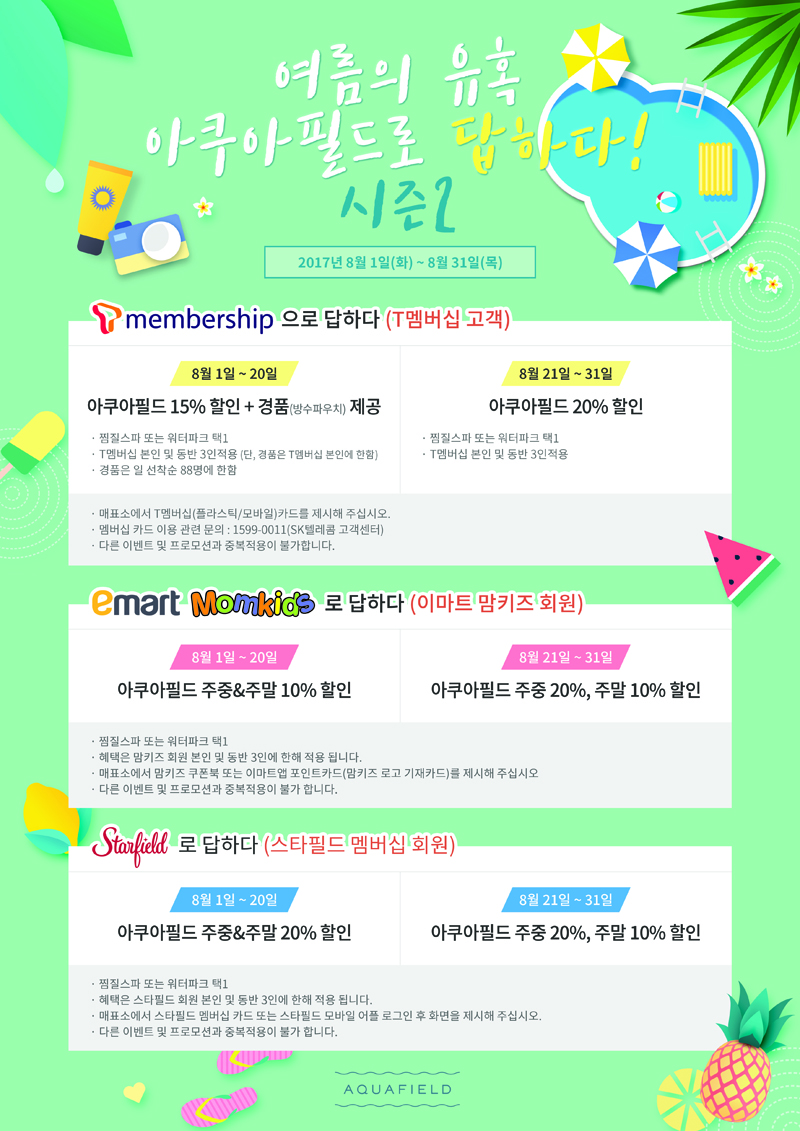 여름의 유혹
아쿠아필드로 답하다!
시즌2
2017년 8월 1일(화) ~ 8월 31일(목)
T membership 으로 답하다 (T멤버십 고객)
8월 1일 ~ 20일
아쿠아필드 15% 할인 + 경품(방수파우치) 제공
· 찜질스파 또는 워터파크 택1
· T멤버십 본인 및 동반 3인적용 (단, 경품은 T멤버십 본인에 한함)
· 경품은 일 선착순 88명에 한함
8월 21일 ~ 31일
아쿠아필드 20% 할인
· 찜질스파 또는 워터파크 택1
· T멤버십 본인 및 동반 3인적용
· 매표소에서 T멤버십(플라스틱/모바일)카드를 제시해 주십시오.
· 멤버십 카드 이용 관련 문의 : 1599-0011(SK텔레콤 고객센터)
· 다른 이벤트 및 프로모션과 중복적용이 불가합니다.
emart Momkids 로 답하다 (이마트 맘키즈 회원)
8월 1일 ~ 20일
아쿠아필드 주중&주말 10% 할인
8월 21일 ~ 31일
아쿠아필드 주중 20%, 주말 10% 할인
· 찜질스파 또는 워터파크 택1
· 혜택은 맘키즈 회원 본인 및 동반 3인에 한해 적용 됩니다.
· 매표소에서 맘키즈 쿠폰북 또는 이마트앱 포인트카드(맘키즈 로고 기재카드)를 제시해 주십시오
· 다른 이벤트 및 프로모션과 중복적용이 불가 합니다.
Starfield 로 답하다 (스타필드 멤버십 회원)
8월 1일 ~ 20일
아쿠아필드 주중&주말 20% 할인
8월 21일 ~ 31일
아쿠아필드 주중 20%, 주말 10% 할인
· 찜질스파 또는 워터파크 택1
· 혜택은 스타필드 회원 본인 및 동반 3인에 한해 적용 됩니다.
· 매표소에서 스타필드 멤버십 카드 또는 스타필드 모바일 어플 로그인 후 화면을 제시해 주십시오.
· 다른 이벤트 및 프로모션과 중복적용이 불가 합니다.
AQUAFIELD